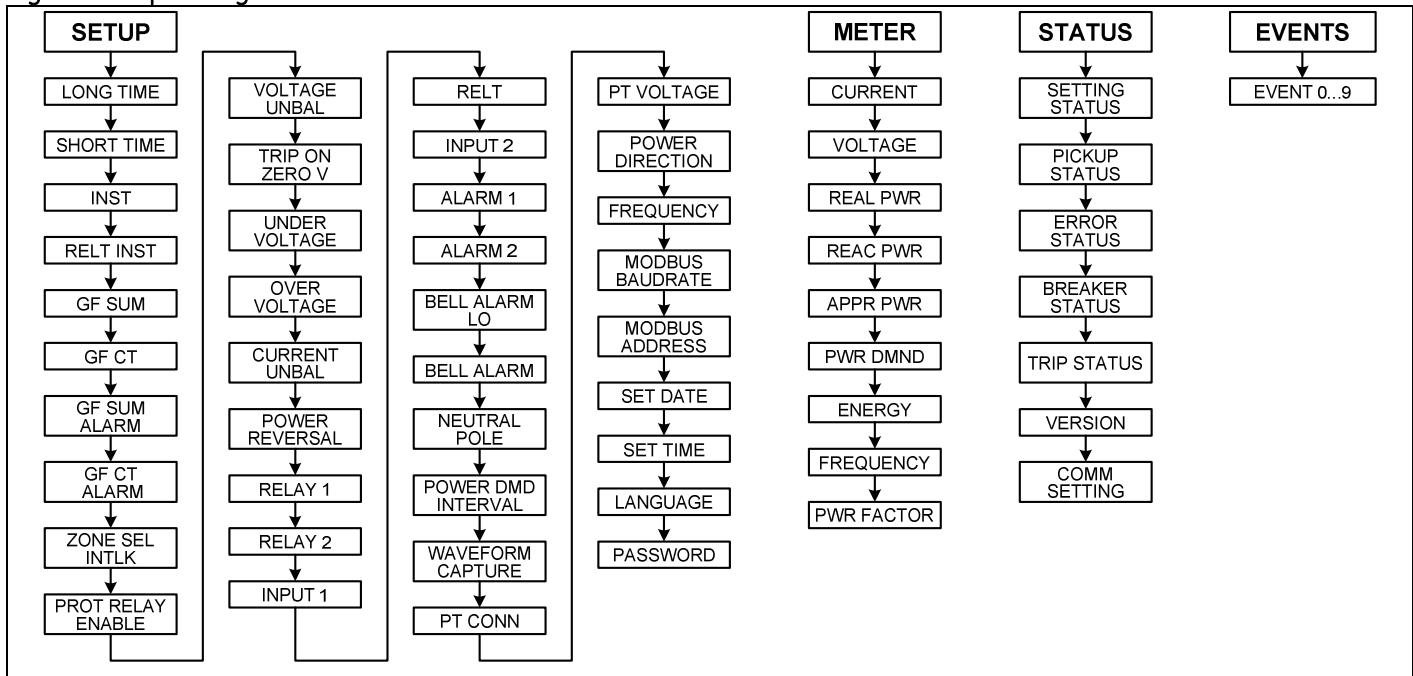 SETUP
LONG TIME
SHORT TIME
INST
RELT INST
GF SUM
GF CT
GF SUM
ALARM
GF CT
ALARM
ZONE SEL
INTLK
PROT RELAY
ENABLE
VOLTAGE
UNBAL
TRIP ON
ZERO V
UNDER
VOLTAGE
OVER
VOLTAGE
CURRENT
UNBAL
POWER
REVERSAL
RELAY 1
RELAY 2
INPUT 1
RELT
INPUT 2
ALARM 1
ALARM 2
BELL ALARM
LO
BELL ALARM
NEUTRAL
POLE
POWER DMD
INTERVAL
WAVEFORM
CAPTURE
PT CONN
PT VOLTAGE
POWER
DIRECTION
FREQUENCY
MODBUS
BAUDRATE
MODBUS
ADDRESS
SET DATE
SET TIME
LANGUAGE
PASSWORD
METER
CURRENT
VOLTAGE
REAL PWR
REAC PWR
APPR PWR
PWR DMND
ENERGY
FREQUENCY
PWR FACTOR
STATUS
SETTING
STATUS
PICKUP
STATUS
ERROR
STATUS
BREAKER
STATUS
TRIP STATUS
VERSION
COMM
SETTING
EVENTS
EVENT 0...9